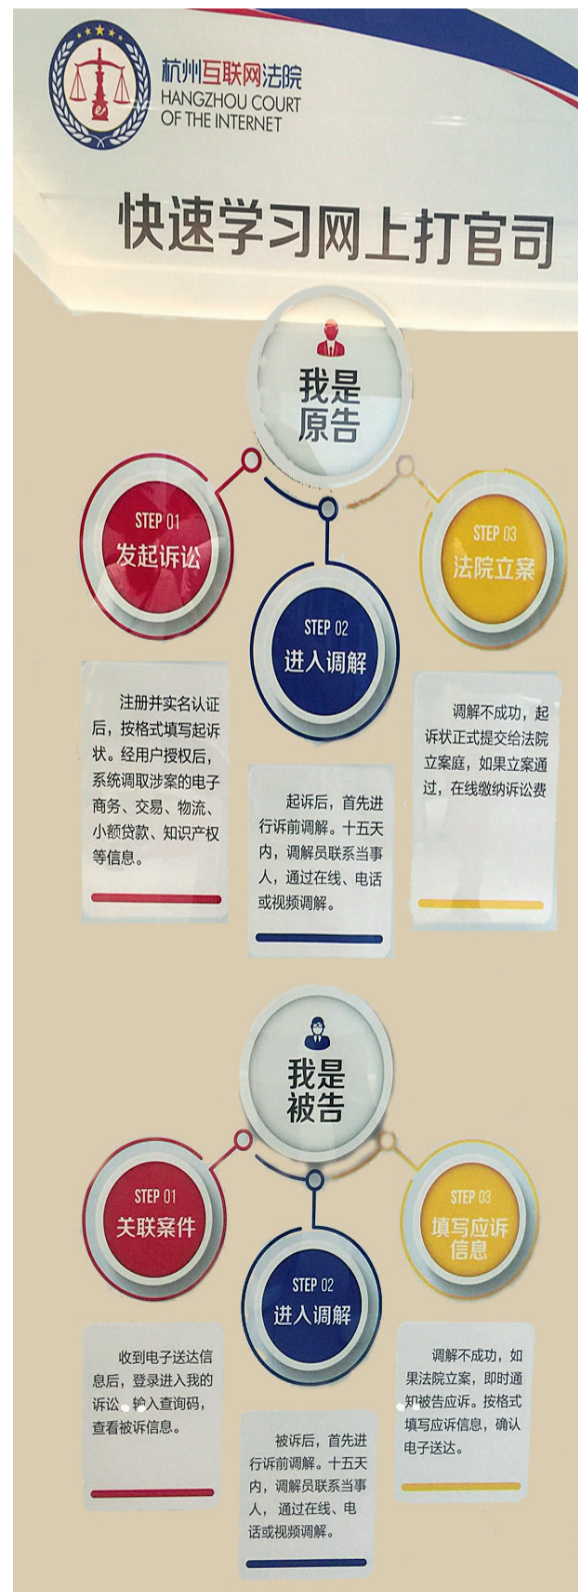 杭州互联网法院
HANGZHOU COURT
OF THE INTERNET
快速学习网上打官司
我是
原告
STEP 01
发起诉讼
注册并实名认证
后，按格式填写起诉
状。经用户授权后，
系统调取涉案的电子
商务、交易、物流、
小额贷款、知识产权
等信息。
STEP 02
进入调解
起诉后，首先进
行诉前调解。十五天
内，调解员联系当事
人，通过在线、电话
或视频调解。
STEP 03
法院立案
调解不成功，起
诉状正式提交给法院
立案庭，如果立案通
过，在线缴纳诉讼费
我是
被告
STEP 01
关联案件
收到电子送达信
息后，登录进入我的
诉讼，输入查询码，
查看被诉信息。
STEP 02
进入调解
被诉后，首先进
行诉前调解。十五天
内，调解员联系当事
人，通过在线、电
话或视频调解。
STEP 03
填写应诉
信息
调解不成功，如
果法院立案，即时通
知被告应诉。按格式
填写应诉信息，确认
电子送达。